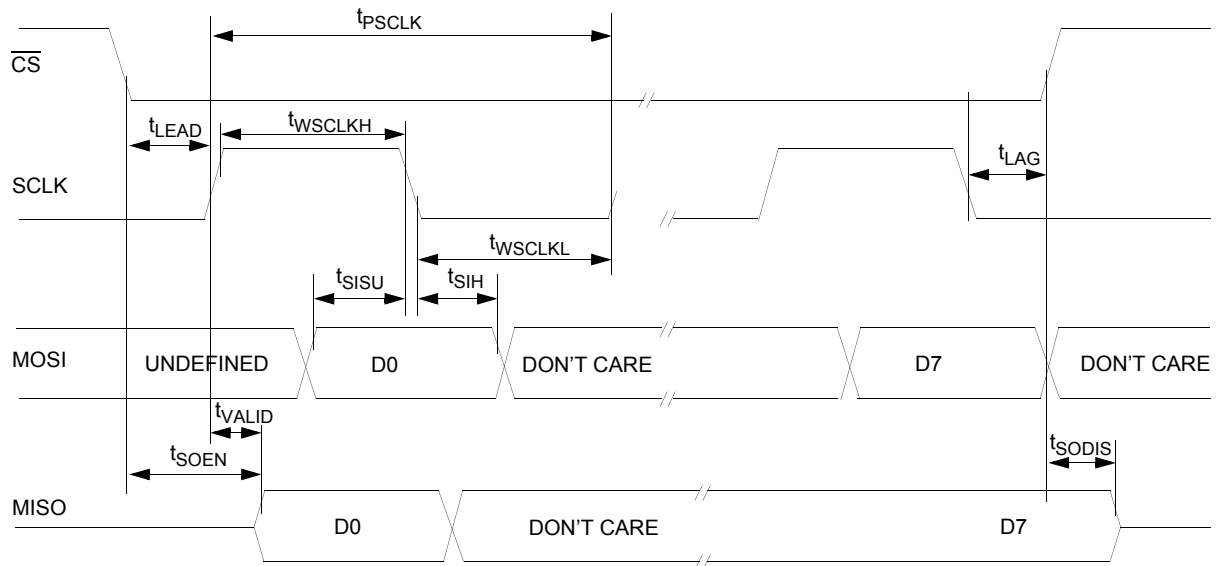 tPSCLK
CS
tLEAD
tWSCLKH
tLAG
SCLK
tWSCLKL
tSISU
tSIH
MOSI
UNDEFINED
D0
DON'T CARE
D7
DON'T CARE
tVALID
tSOEN
tSODIS
MISO
D0
DON'T CARE
D7